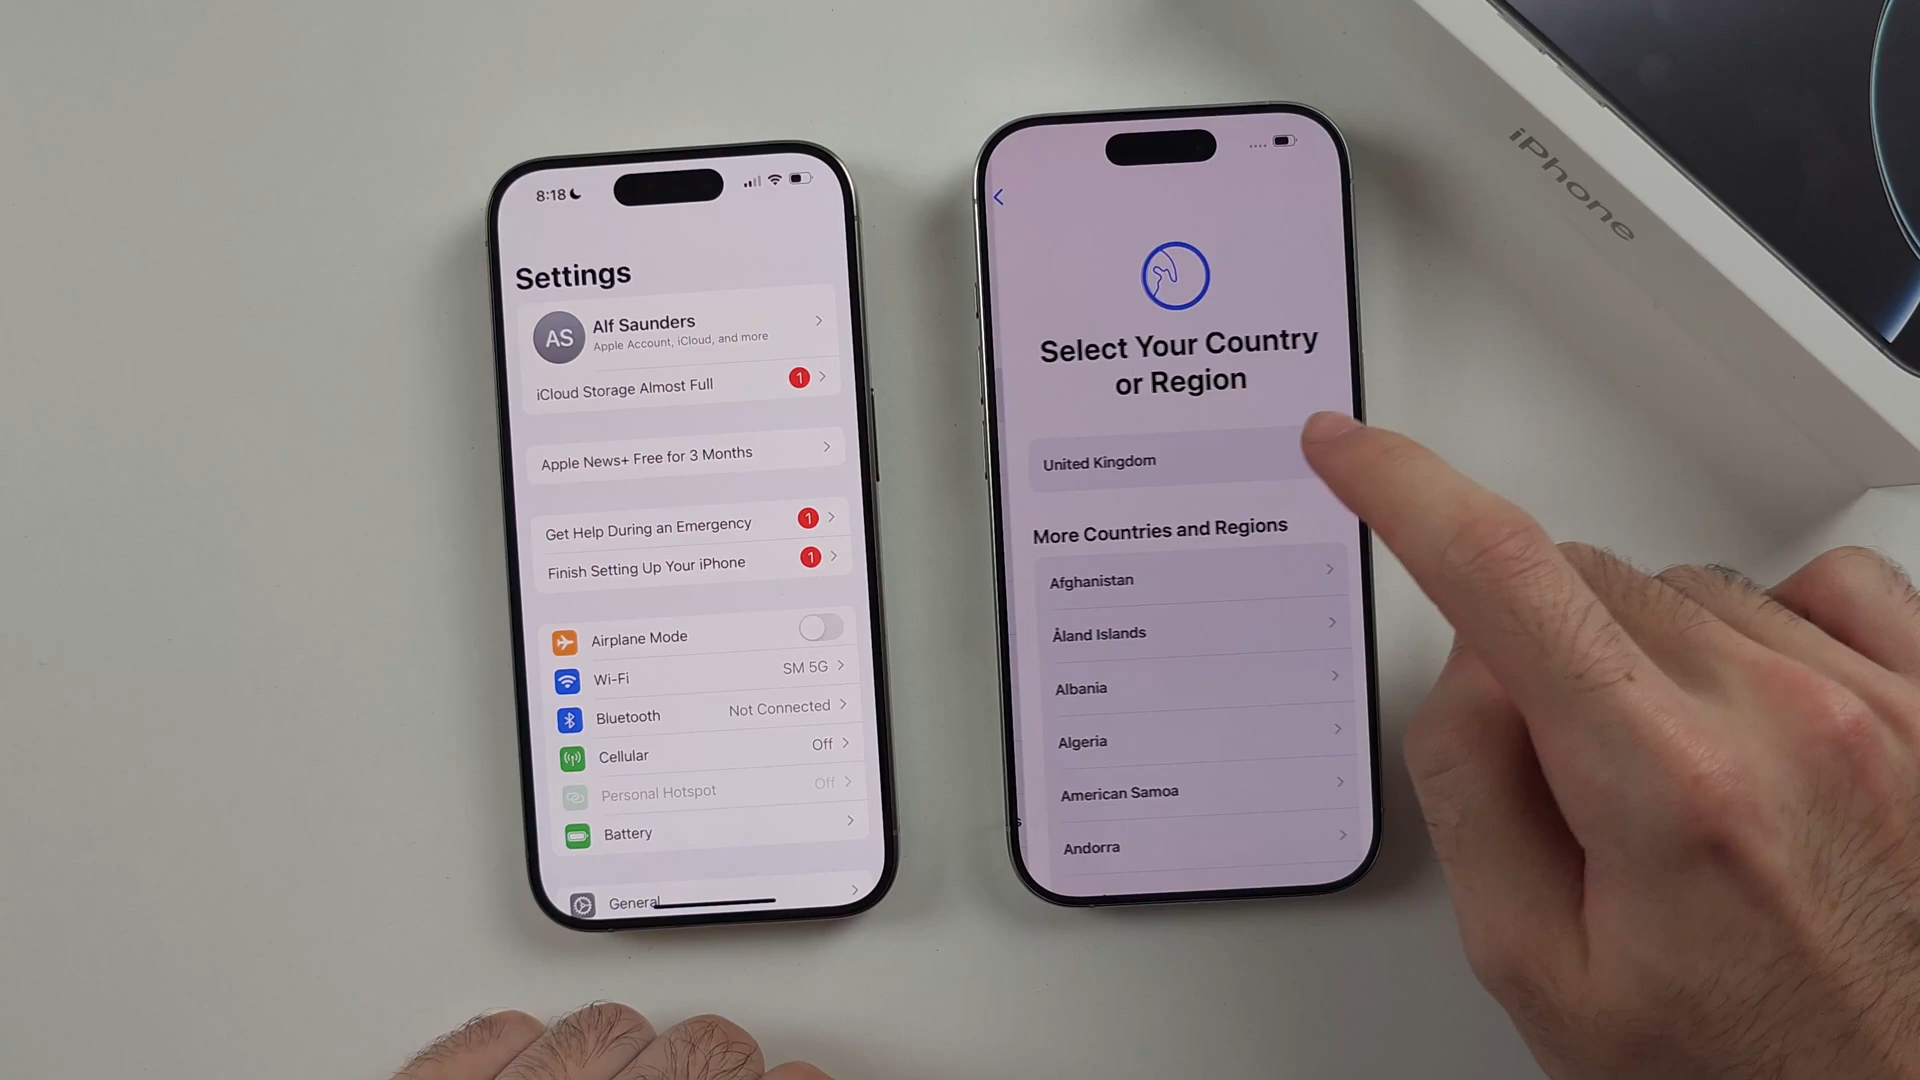 8:18
Settings
AS
Alf Saunders
Apple Account, iCloud, and more
iCloud Storage Almost Full
1
Apple News+ Free for 3 Months
Get Help During an Emergency
1
Finish Setting Up Your iPhone
1
Airplane Mode
Wi-Fi
SM 5G
Bluetooth
Not Connected
Cellular
Off
Personal Hotspot
Off
Battery
General
Select Your Country
or Region
United Kingdom
More Countries and Regions
Afghanistan
Åland Islands
Albania
Algeria
American Samoa
Andorra
s
iPhone